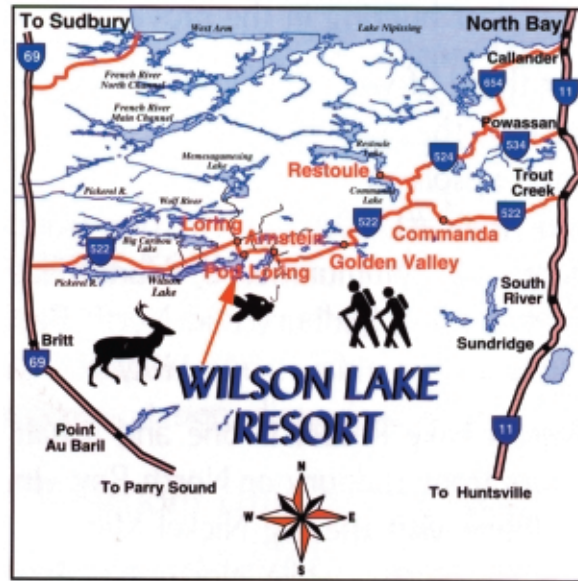 To Sudbury
West Arm
Lake Nipissing
North Bay
69
Callander
French River
North Channel
654
11
French River
Main Channel
Powassan
534
Restoule
Lake
524
Memesagamesing
Lake
Restoule
Trout
Creek
Pickerel R.
Wolf River
Commanda
Lake
522
522
Loring
Arnstein
Commanda
522
Big Caribou
Lake
Port Loring
Golden Valley
Pickerel R.
Wilson
Lake
South
River
Britt
Sundridge
69
WILSON LAKE
RESORT
Point
Au Baril
11
To Parry Sound
To Huntsville
N
W
E
S